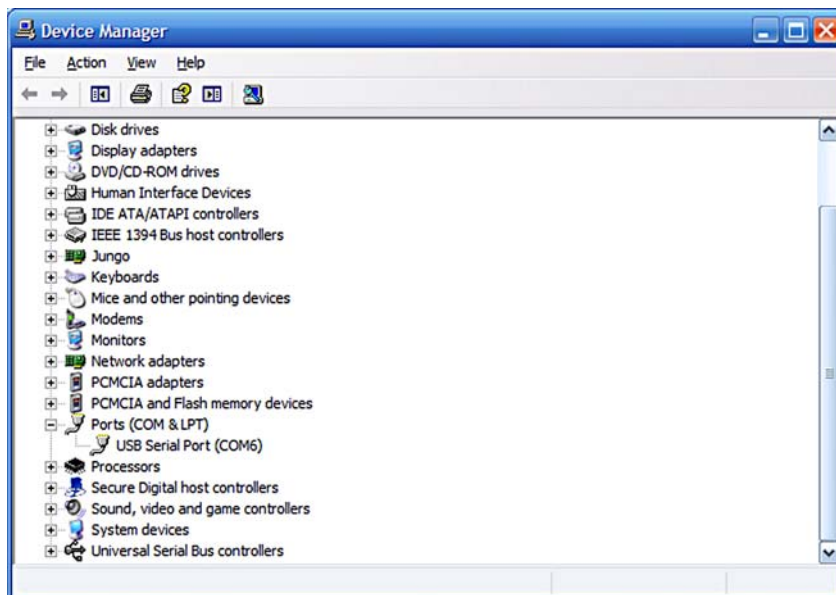 Device Manager
File Action View Help
Disk drives
Display adapters
DVD/CD-ROM drives
Human Interface Devices
IDE ATA/ATAPI controllers
IEEE 1394 Bus host controllers
Jungo
Keyboards
Mice and other pointing devices
Modems
Monitors
Network adapters
PCMCIA adapters
PCMCIA and Flash memory devices
Ports (COM & LPT)
USB Serial Port (COM6)
Processors
Secure Digital host controllers
Sound, video and game controllers
System devices
Universal Serial Bus controllers